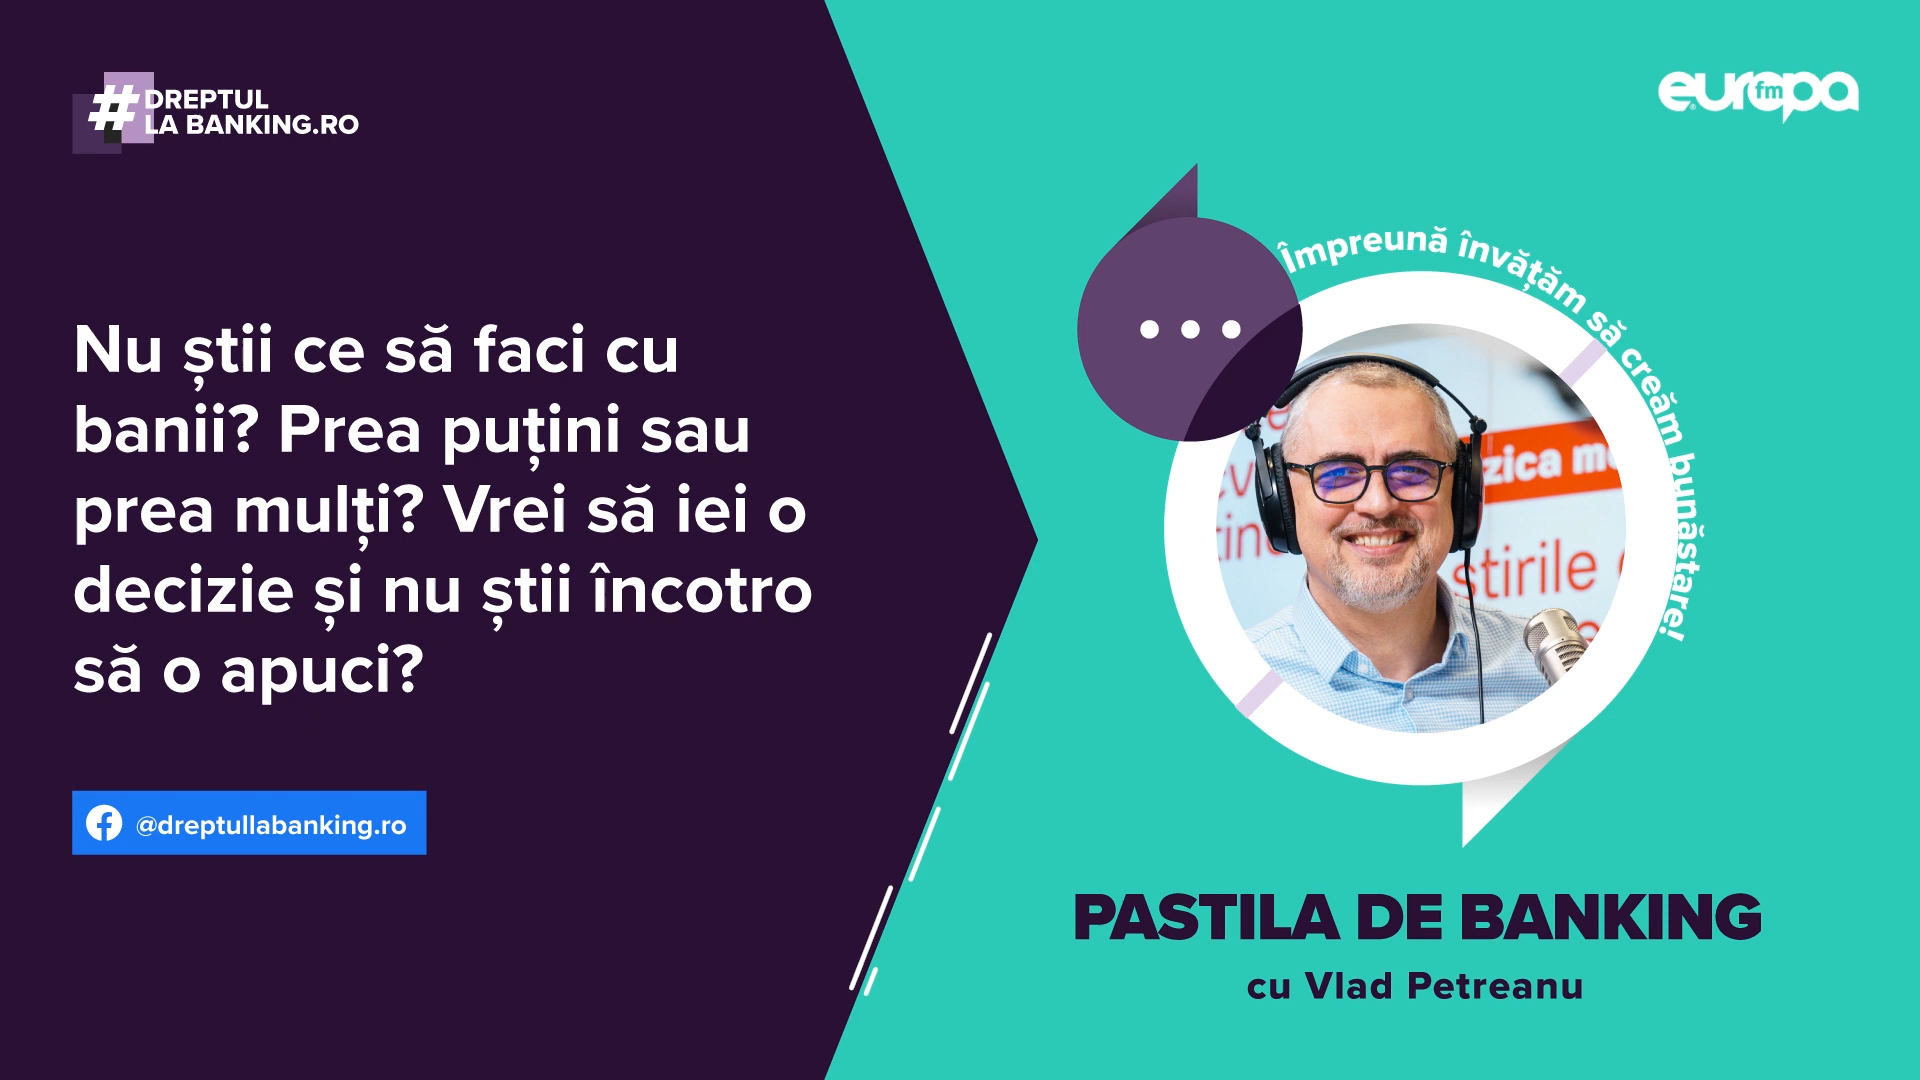 #DREPTUL
LA BANKING.RO
Nu știi ce să faci cu
banii? Prea puțini sau
prea mulți? Vrei să iei o
decizie și nu știi încotro
să o apuci?
@dreptullabanking.ro
europa fm
Împreună învățăm să creăm bunăstare!
zica m
știrile
PASTILA DE BANKING
cu Vlad Petreanu